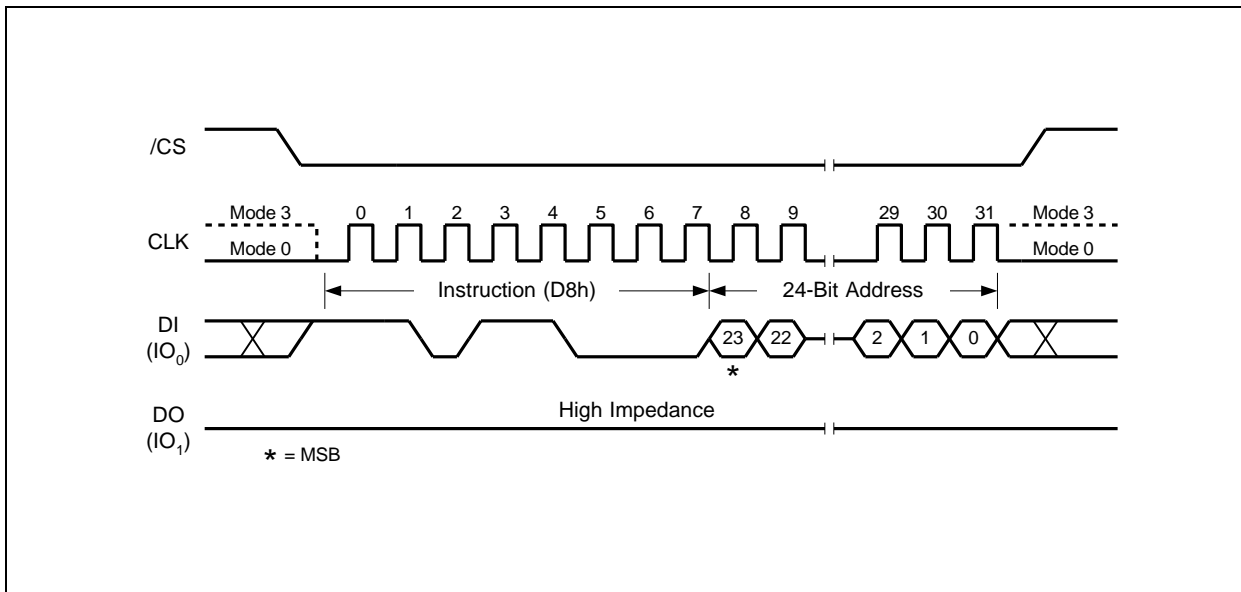 /CS
Mode 3 0 1 2 3 4 5 6 7 8 9 29 30 31 Mode 3
CLK
Mode 0 Mode 0
Instruction (D8h) 24-Bit Address
DI
(IO₀)
23 22 2 1 0
*
High Impedance
DO
(IO₁)
* = MSB